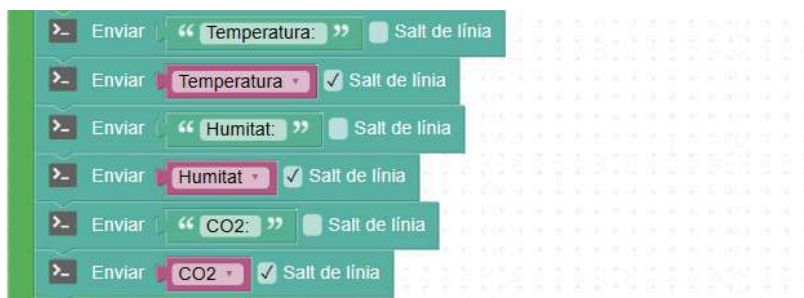 Enviar “ Temperatura: ” Salt de línia
Enviar Temperatura Salt de línia
Enviar “ Humitat: ” Salt de línia
Enviar Humitat Salt de línia
Enviar “ CO2: ” Salt de línia
Enviar CO2 Salt de línia